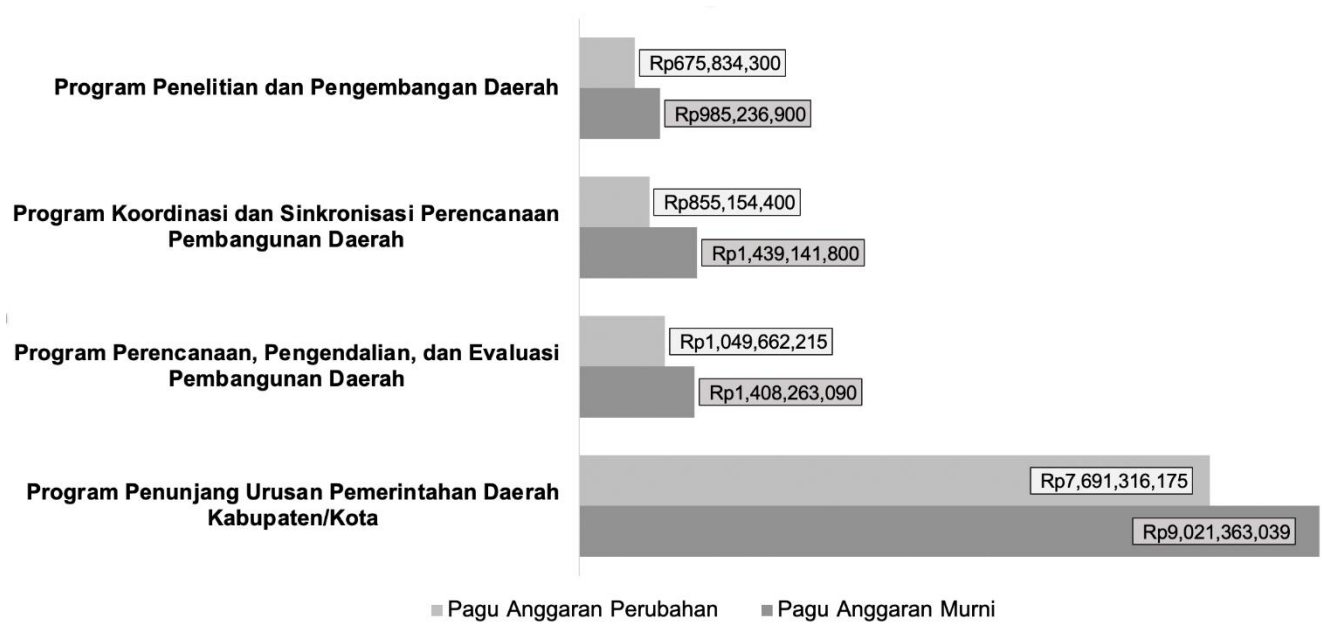 Program Penelitian dan Pengembangan Daerah
Rp675,834,300
Rp985,236,900
Program Koordinasi dan Sinkronisasi Perencanaan
Pembangunan Daerah
Rp855,154,400
Rp1,439,141,800
Program Perencanaan, Pengendalian, dan Evaluasi
Pembangunan Daerah
Rp1,049,662,215
Rp1,408,263,090
Program Penunjang Urusan Pemerintahan Daerah
Kabupaten/Kota
Rp7,691,316,175
Rp9,021,363,039
Pagu Anggaran Perubahan
Pagu Anggaran Murni